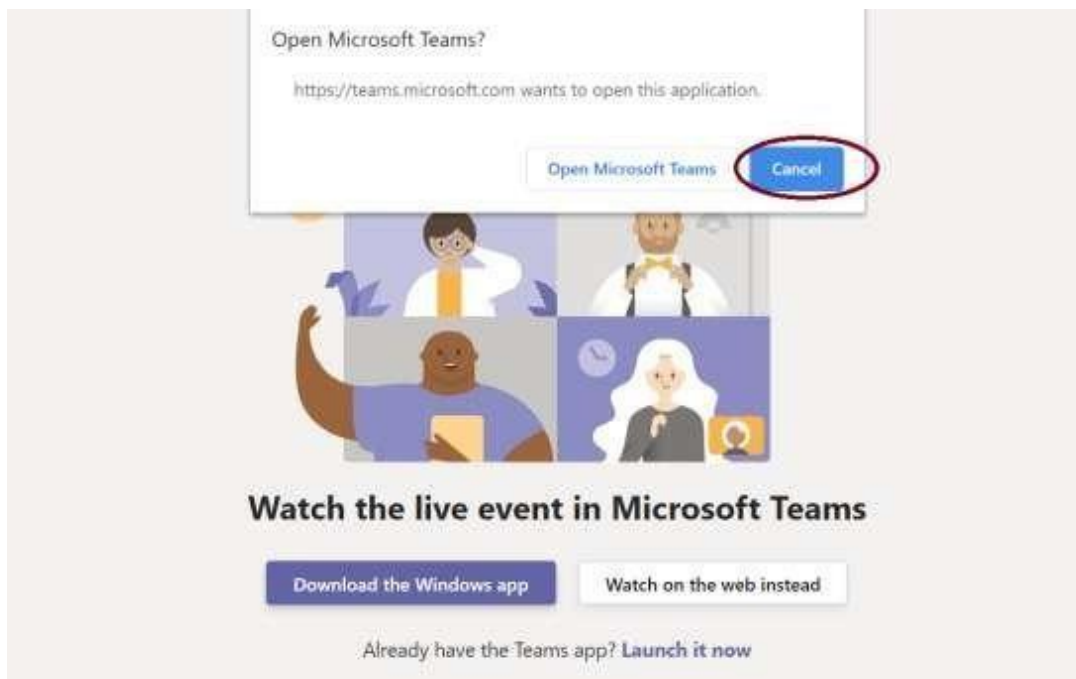 Open Microsoft Teams?
https://teams.microsoft.com wants to open this application.
Open Microsoft Teams Cancel
Watch the live event in Microsoft Teams
Download the Windows app Watch on the web instead
Already have the Teams app? Launch it now